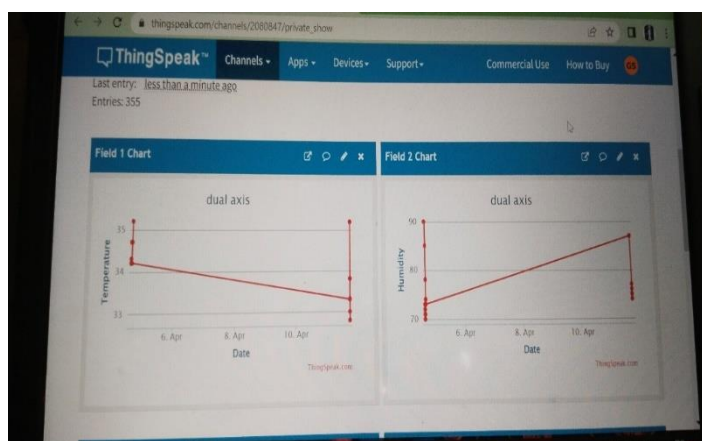 thingspeak.com/channels/2080847/private_show
ThingSpeak™ Channels Apps Devices Support Commercial Use How to Buy GS
Last entry: less than a minute ago
Entries: 355
Field 1 Chart
dual axis
Temperature
35
34
33
6. Apr 8. Apr 10. Apr
Date
ThingSpeak.com
Field 2 Chart
dual axis
Humidity
90
80
70
6. Apr 8. Apr 10. Apr
Date
ThingSpeak.com